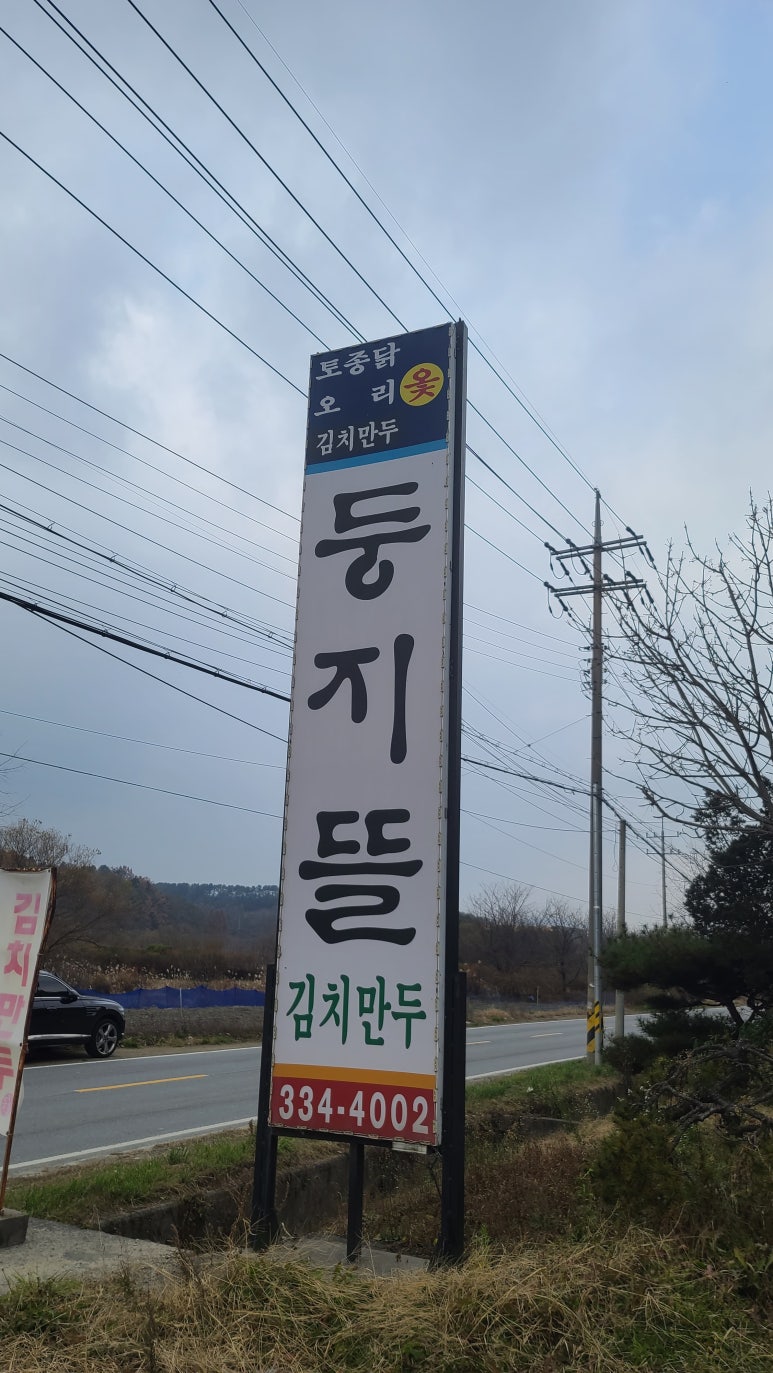 토종닭
오 리 옻
김치만두
둥
지
뜰
김치만두
334-4002
김치만두